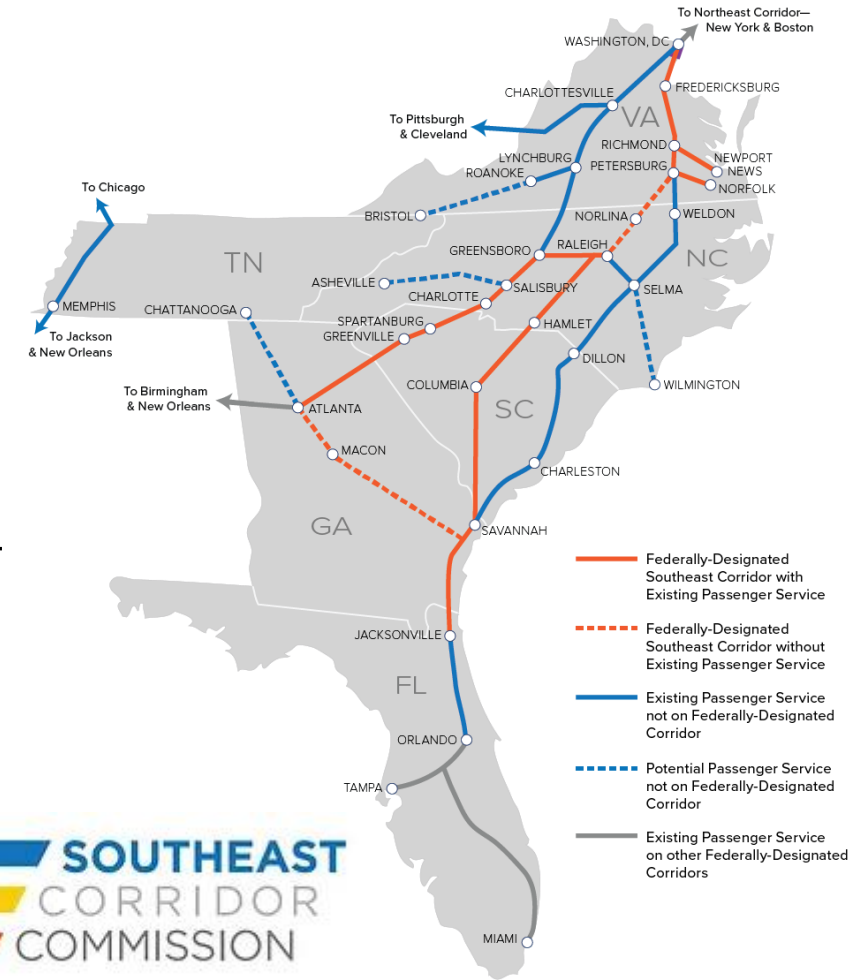 To Northeast Corridor—
New York & Boston
WASHINGTON, DC
FREDERICKSBURG
CHARLOTTESVILLE
VA
To Pittsburgh
& Cleveland
RICHMOND
LYNCHBURG
NEWPORT
NEWS
PETERSBURG
ROANOKE
NORFOLK
To Chicago
BRISTOL
NORLINA
WELDON
GREENSBORO
RALEIGH
TN
NC
ASHEVILLE
SALISBURY
SELMA
CHARLOTTE
MEMPHIS
CHATTANOOGA
SPARTANBURG
HAMLET
GREENVILLE
To Jackson
& New Orleans
DILLON
COLUMBIA
WILMINGTON
To Birmingham
& New Orleans
ATLANTA
SC
MACON
CHARLESTON
GA
SAVANNAH
JACKSONVILLE
FL
ORLANDO
TAMPA
MIAMI
Federally-Designated
Southeast Corridor with
Existing Passenger Service
Federally-Designated
Southeast Corridor without
Existing Passenger Service
Existing Passenger Service
not on Federally-Designated
Corridor
Potential Passenger Service
not on Federally-Designated
Corridor
Existing Passenger Service
on other Federally-Designated
Corridors
SOUTHEAST
CORRIDOR
COMMISSION